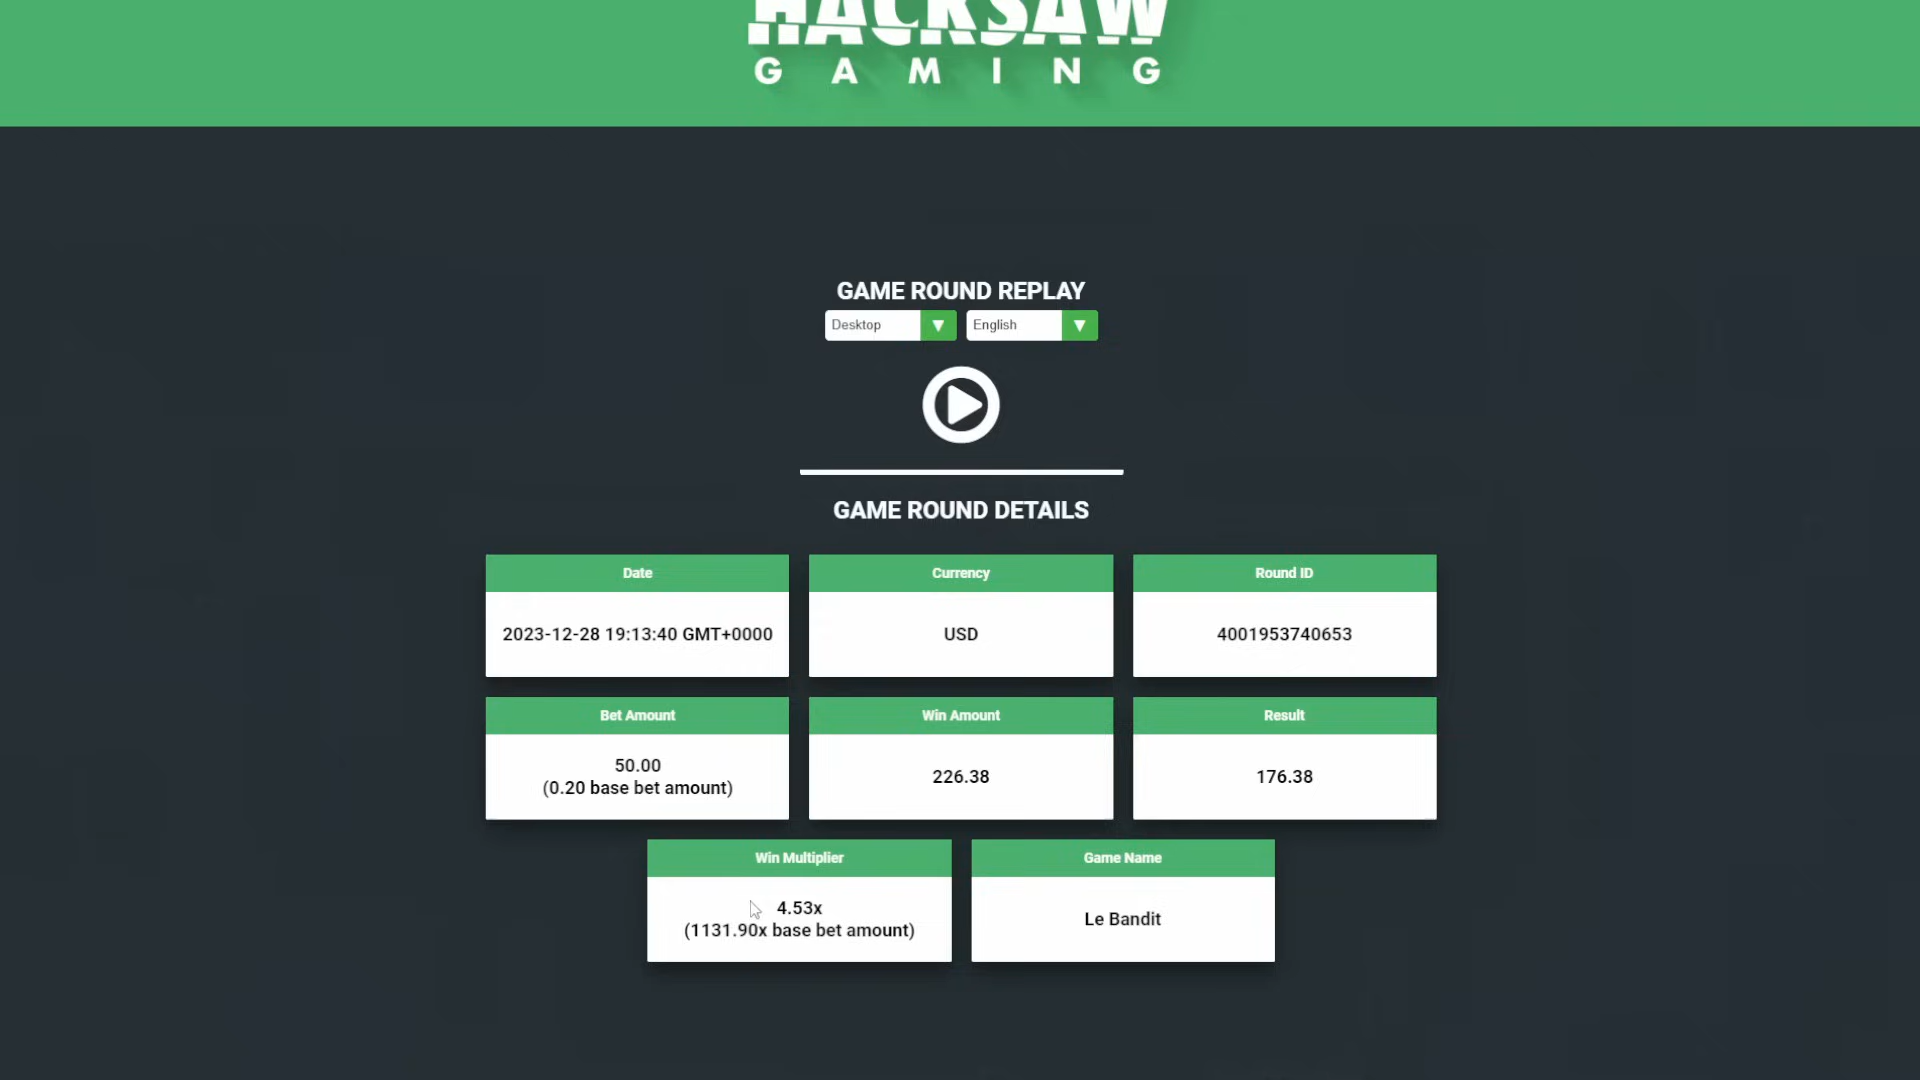 HACKSAW
GAMING
GAME ROUND REPLAY
Desktop ▼ English ▼
GAME ROUND DETAILS
Date
2023-12-28 19:13:40 GMT+0000
Currency
USD
Round ID
4001953740653
Bet Amount
50.00
(0.20 base bet amount)
Win Amount
226.38
Result
176.38
Win Multiplier
4.53x
(1131.90x base bet amount)
Game Name
Le Bandit